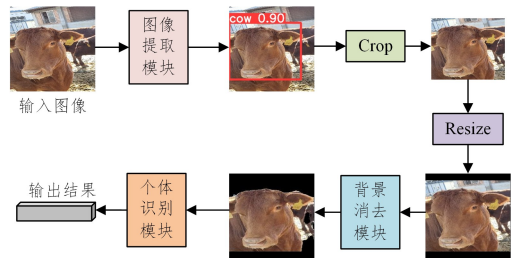 图像
提取
模块
cow 0.90
Crop
输入图像
Resize
背景
消去
模块
个体
识别
模块
输出结果